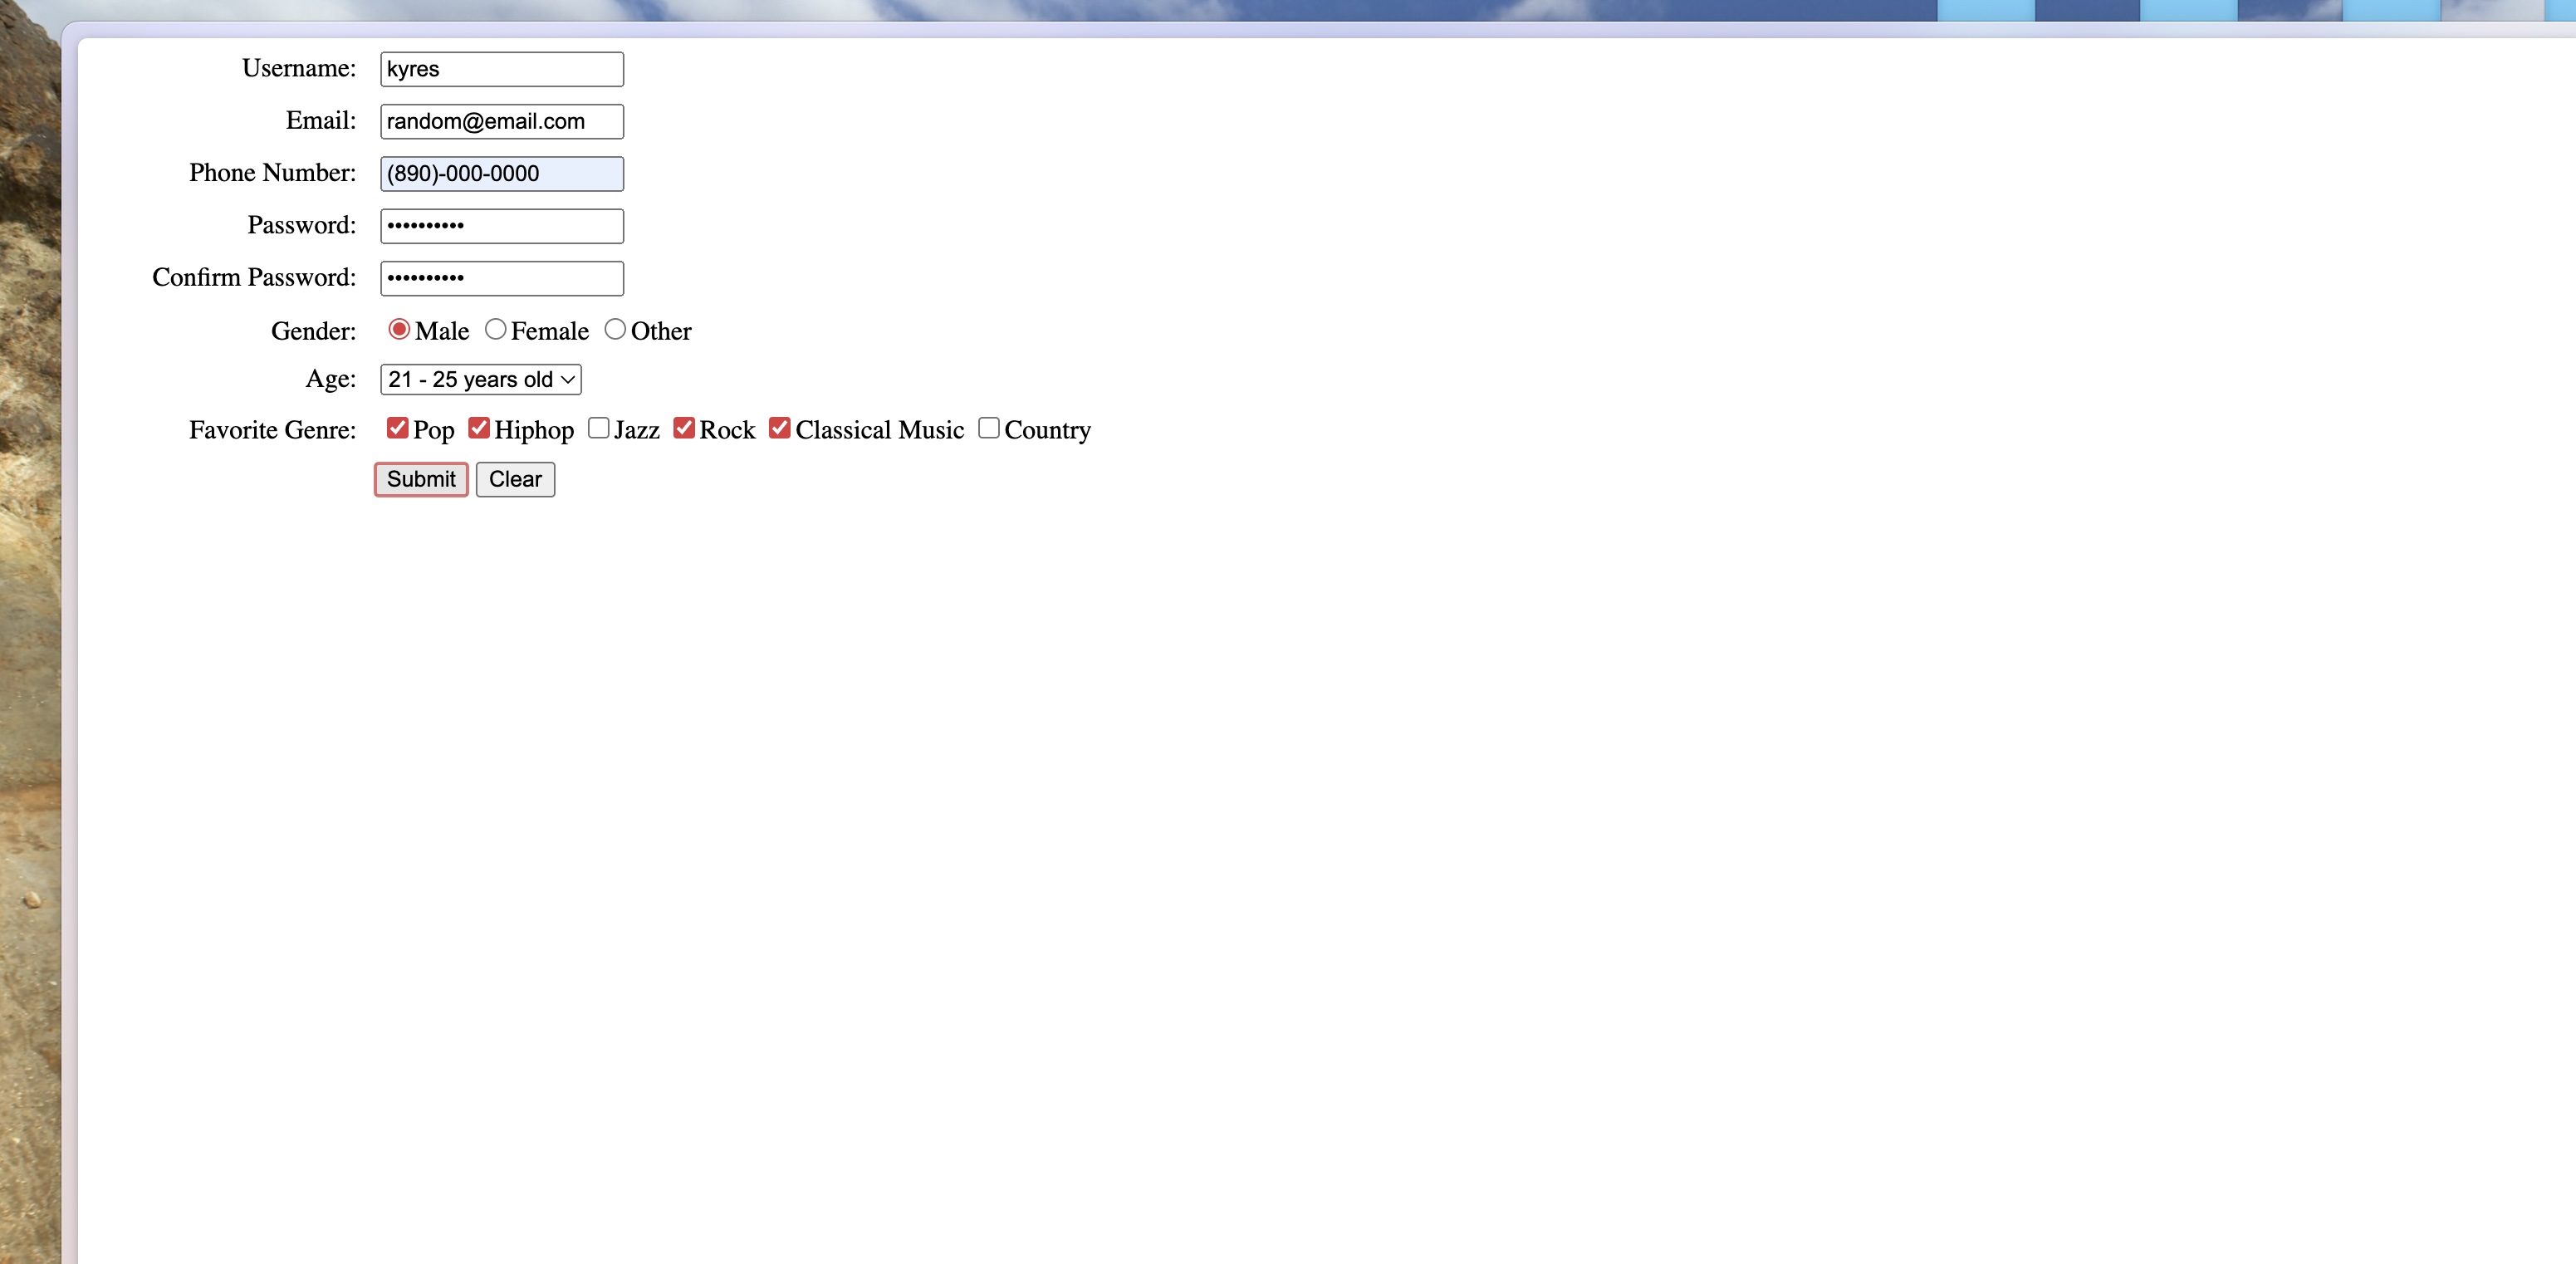 Username: kyres
Email: random@email.com
Phone Number: (890)-000-0000
Password: ••••••••••
Confirm Password: ••••••••••
Gender: Male Female Other
Age: 21 - 25 years old
Favorite Genre: Pop Hiphop Jazz Rock Classical Music Country
Submit Clear